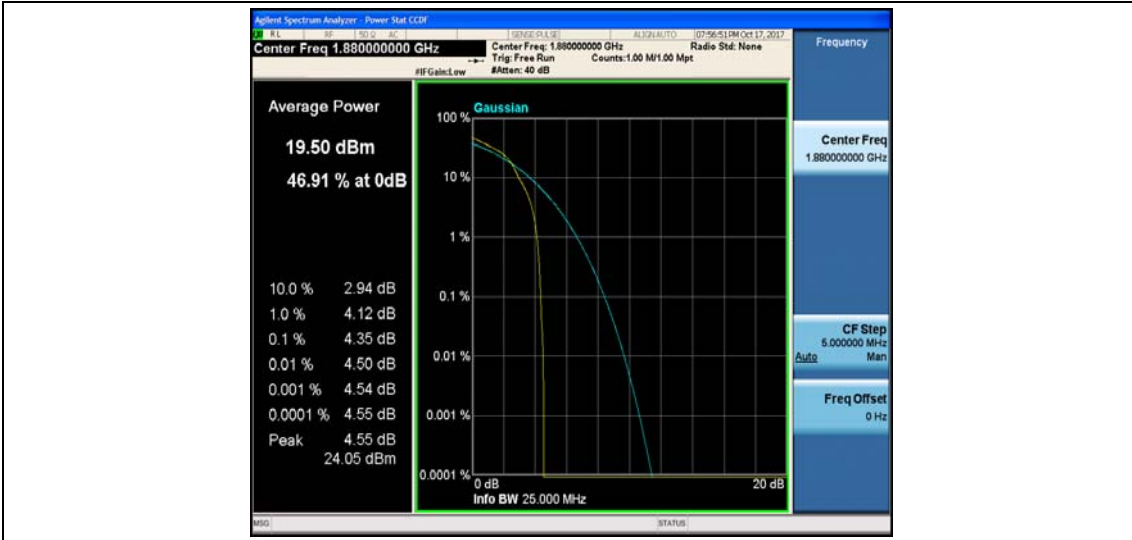 Agilent Spectrum Analyzer - Power Stat CCDF
RL RF 50 Ω AC SENSE:PULSE ALIGNAUTO 07:56:51 PM Oct 17, 2017
Center Freq 1.880000000 GHz
Center Freq: 1.880000000 GHz Radio Std: None
Trig: Free Run Counts:1.00 M/1.00 Mpt
#IFGain:Low #Atten: 40 dB
Frequency
Average Power
19.50 dBm
46.91 % at 0dB
10.0 % 2.94 dB
1.0 % 4.12 dB
0.1 % 4.35 dB
0.01 % 4.50 dB
0.001 % 4.54 dB
0.0001 % 4.55 dB
Peak 4.55 dB
24.05 dBm
Gaussian
100 %
10 %
1 %
0.1 %
0.01 %
0.001 %
0.0001 %
0 dB 20 dB
Info BW 25.000 MHz
Center Freq
1.880000000 GHz
CF Step
5.000000 MHz
Auto Man
Freq Offset
0 Hz
MSG STATUS